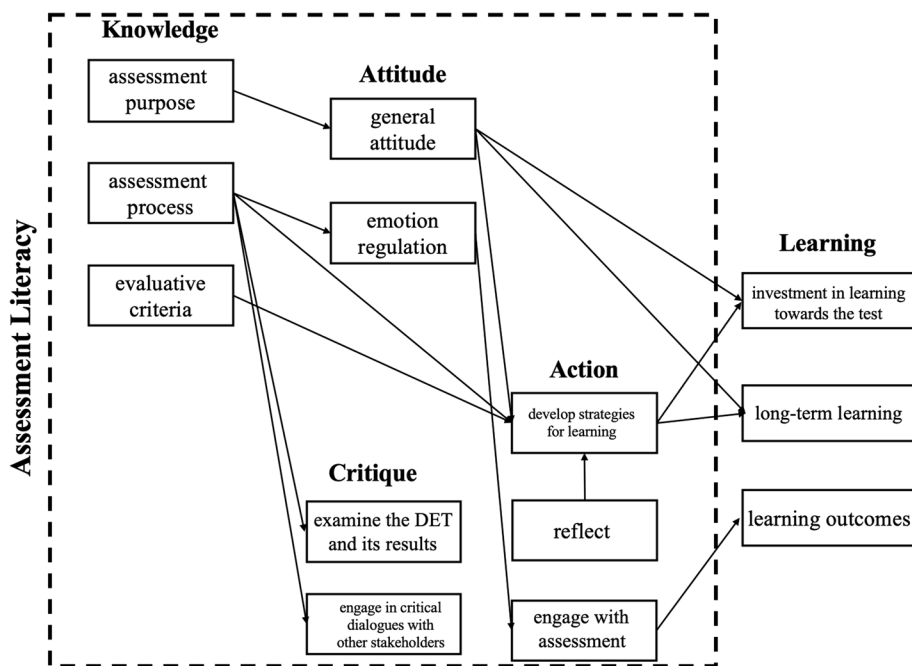 Assessment Literacy
Knowledge
assessment
purpose
assessment
process
evaluative
criteria
Attitude
general
attitude
emotion
regulation
Critique
examine the DET
and its results
engage in critical
dialogues with
other stakeholders
Action
develop strategies
for learning
reflect
engage with
assessment
Learning
investment in learning
towards the test
long-term learning
learning outcomes